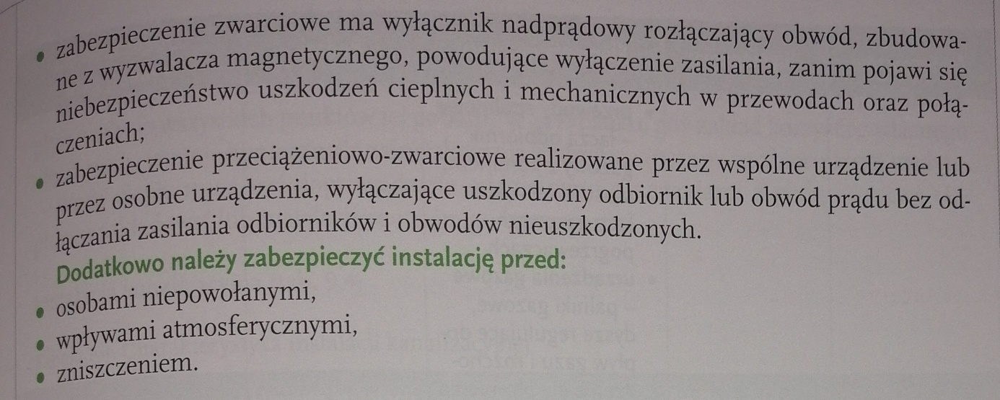 • zabezpieczenie zwarciowe ma wyłącznik nadprądowy rozłączający obwód, zbudowa-
ne z wyzwalacza magnetycznego, powodujące wyłączenie zasilania, zanim pojawi się
niebezpieczeństwo uszkodzeń cieplnych i mechanicznych w przewodach oraz połą-
czeniach;
• zabezpieczenie przeciążeniowo-zwarciowe realizowane przez wspólne urządzenie lub
przez osobne urządzenia, wyłączające uszkodzony odbiornik lub obwód prądu bez od-
łączania zasilania odbiorników i obwodów nieuszkodzonych.
Dodatkowo należy zabezpieczyć instalację przed:
• osobami niepowołanymi,
• wpływami atmosferycznymi,
• zniszczeniem.